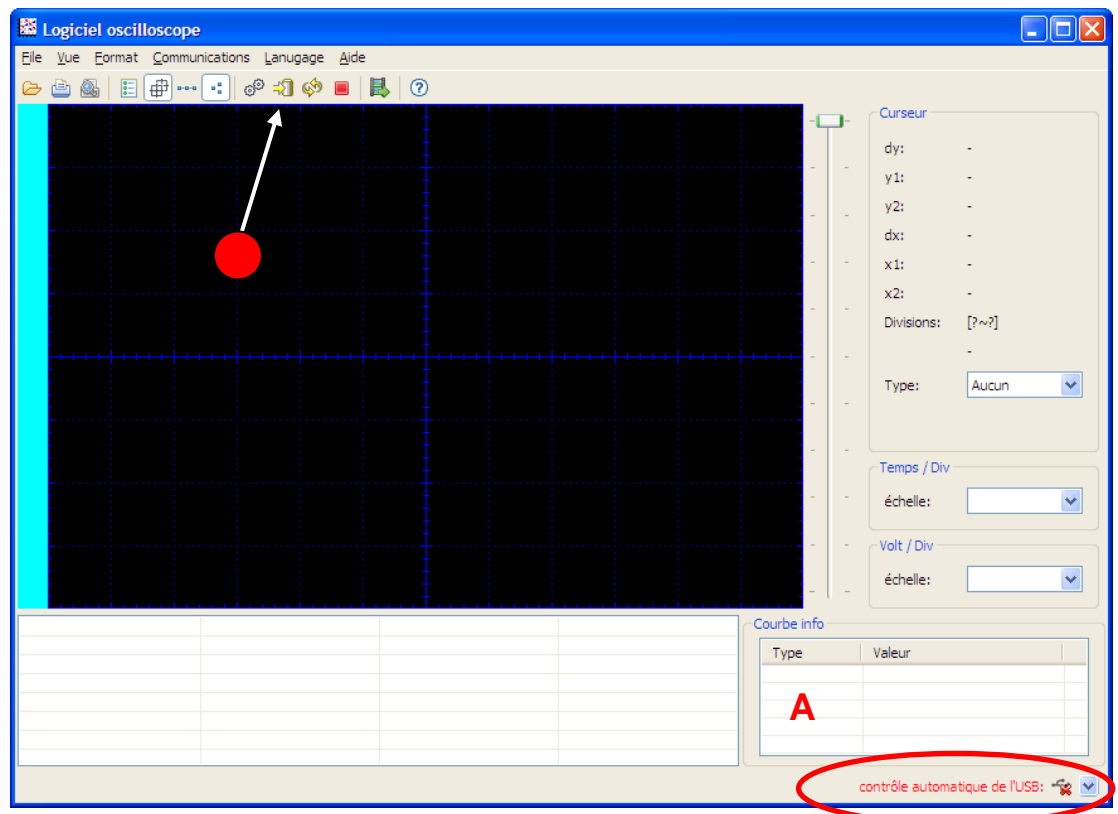 Logiciel oscilloscope
File Vue Format Communications Lanugage Aide
Curseur
dy: -
y1: -
y2: -
dx: -
x1: -
x2: -
Divisions: [?~?]
-
Type: Aucun
Temps / Div
échelle:
Volt / Div
échelle:
Courbe info
Type Valeur
A
contrôle automatique de l'USB: